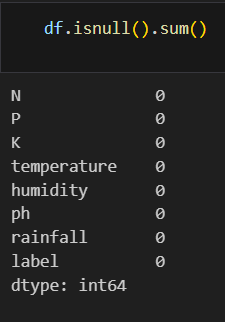 df.isnull().sum()
N 0
P 0
K 0
temperature 0
humidity 0
ph 0
rainfall 0
label 0
dtype: int64